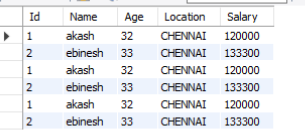 Id Name Age Location Salary
1 akash 32 CHENNAI 120000
2 ebinesh 33 CHENNAI 133300
1 akash 32 CHENNAI 120000
2 ebinesh 33 CHENNAI 133300
1 akash 32 CHENNAI 120000
2 ebinesh 33 CHENNAI 133300